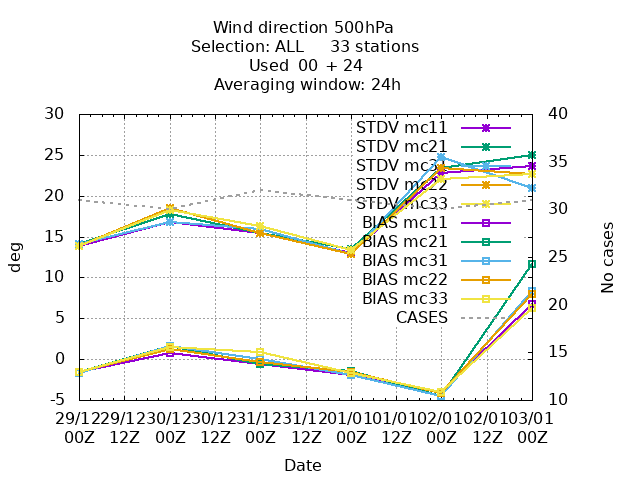 Wind direction 500hPa
Selection: ALL 33 stations
Used 00 + 24
Averaging window: 24h
30
25
20
15
10
5
0
-5
deg
40
35
30
25
20
15
10
No cases
STDV mc11
STDV mc21
STDV mc31
STDV mc22
STDV mc33
BIAS mc11
BIAS mc21
BIAS mc31
BIAS mc22
BIAS mc33
CASES
29/12 29/12 30/12 30/12 31/12 31/12 01/01 01/01 02/01 02/01 03/01
00Z 12Z 00Z 12Z 00Z 12Z 00Z 12Z 00Z 12Z 00Z
Date